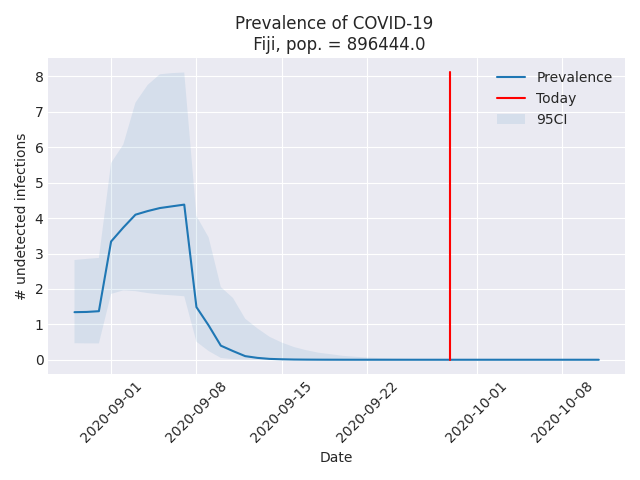 Prevalence of COVID-19
Fiji, pop. = 896444.0
Prevalence
Today
95CI
# undetected infections
8
7
6
5
4
3
2
1
0
2020-09-01
2020-09-08
2020-09-15
2020-09-22
2020-10-01
2020-10-08
Date